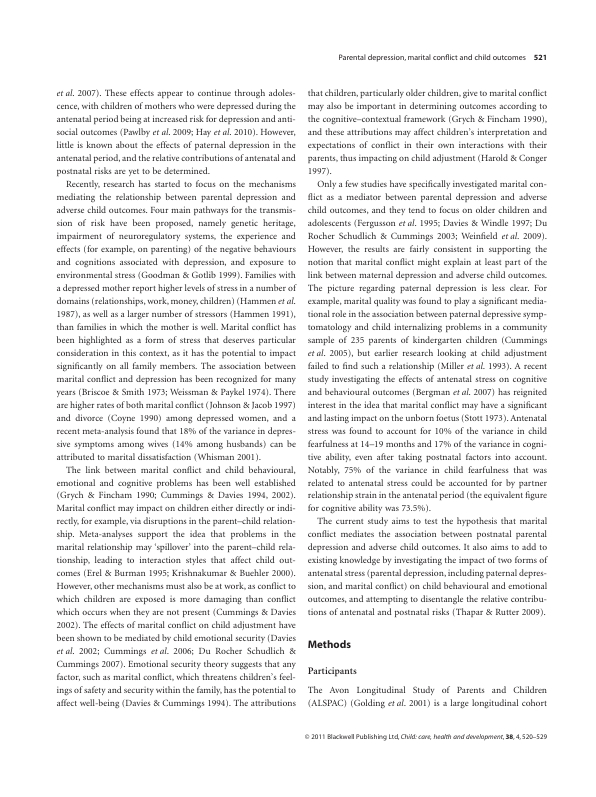 Parental depression, marital conflict and child outcomes 521
et al. 2007). These effects appear to continue through adoles-
cence, with children of mothers who were depressed during the
antenatal period being at increased risk for depression and anti-
social outcomes (Pawlby et al. 2009; Hay et al. 2010). However,
little is known about the effects of paternal depression in the
antenatal period, and the relative contributions of antenatal and
postnatal risks are yet to be determined.
Recently, research has started to focus on the mechanisms
mediating the relationship between parental depression and
adverse child outcomes. Four main pathways for the transmis-
sion of risk have been proposed, namely genetic heritage,
impairment of neuroregulatory systems, the experience and
effects (for example, on parenting) of the negative behaviours
and cognitions associated with depression, and exposure to
environmental stress (Goodman & Gotlib 1999). Families with
a depressed mother report higher levels of stress in a number of
domains (relationships, work, money, children) (Hammen et al.
1987), as well as a larger number of stressors (Hammen 1991),
than families in which the mother is well. Marital conflict has
been highlighted as a form of stress that deserves particular
consideration in this context, as it has the potential to impact
significantly on all family members. The association between
marital conflict and depression has been recognized for many
years (Briscoe & Smith 1973; Weissman & Paykel 1974). There
are higher rates of both marital conflict (Johnson & Jacob 1997)
and divorce (Coyne 1990) among depressed women, and a
recent meta-analysis found that 18% of the variance in depres-
sive symptoms among wives (14% among husbands) can be
attributed to marital dissatisfaction (Whisman 2001).
The link between marital conflict and child behavioural,
emotional and cognitive problems has been well established
(Grych & Fincham 1990; Cummings & Davies 1994, 2002).
Marital conflict may impact on children either directly or indi-
rectly, for example, via disruptions in the parent–child relation-
ship. Meta-analyses support the idea that problems in the
marital relationship may ‘spillover’ into the parent–child rela-
tionship, leading to interaction styles that affect child out-
comes (Erel & Burman 1995; Krishnakumar & Buehler 2000).
However, other mechanisms must also be at work, as conflict to
which children are exposed is more damaging than conflict
which occurs when they are not present (Cummings & Davies
2002). The effects of marital conflict on child adjustment have
been shown to be mediated by child emotional security (Davies
et al. 2002; Cummings et al. 2006; Du Rocher Schudlich &
Cummings 2007). Emotional security theory suggests that any
factor, such as marital conflict, which threatens children’s feel-
ings of safety and security within the family, has the potential to
affect well-being (Davies & Cummings 1994). The attributions
that children, particularly older children, give to marital conflict
may also be important in determining outcomes according to
the cognitive–contextual framework (Grych & Fincham 1990),
and these attributions may affect children’s interpretation and
expectations of conflict in their own interactions with their
parents, thus impacting on child adjustment (Harold & Conger
1997).
Only a few studies have specifically investigated marital con-
flict as a mediator between parental depression and adverse
child outcomes, and they tend to focus on older children and
adolescents (Fergusson et al. 1995; Davies & Windle 1997; Du
Rocher Schudlich & Cummings 2003; Weinfield et al. 2009).
However, the results are fairly consistent in supporting the
notion that marital conflict might explain at least part of the
link between maternal depression and adverse child outcomes.
The picture regarding paternal depression is less clear. For
example, marital quality was found to play a significant media-
tional role in the association between paternal depressive symp-
tomatology and child internalizing problems in a community
sample of 235 parents of kindergarten children (Cummings
et al. 2005), but earlier research looking at child adjustment
failed to find such a relationship (Miller et al. 1993). A recent
study investigating the effects of antenatal stress on cognitive
and behavioural outcomes (Bergman et al. 2007) has reignited
interest in the idea that marital conflict may have a significant
and lasting impact on the unborn foetus (Stott 1973). Antenatal
stress was found to account for 10% of the variance in child
fearfulness at 14–19 months and 17% of the variance in cogni-
tive ability, even after taking postnatal factors into account.
Notably, 75% of the variance in child fearfulness that was
related to antenatal stress could be accounted for by partner
relationship strain in the antenatal period (the equivalent figure
for cognitive ability was 73.5%).
The current study aims to test the hypothesis that marital
conflict mediates the association between postnatal parental
depression and adverse child outcomes. It also aims to add to
existing knowledge by investigating the impact of two forms of
antenatal stress (parental depression, including paternal depres-
sion, and marital conflict) on child behavioural and emotional
outcomes, and attempting to disentangle the relative contribu-
tions of antenatal and postnatal risks (Thapar & Rutter 2009).
Methods
Participants
The Avon Longitudinal Study of Parents and Children
(ALSPAC) (Golding et al. 2001) is a large longitudinal cohort
© 2011 Blackwell Publishing Ltd, Child: care, health and development, 38, 4, 520–529